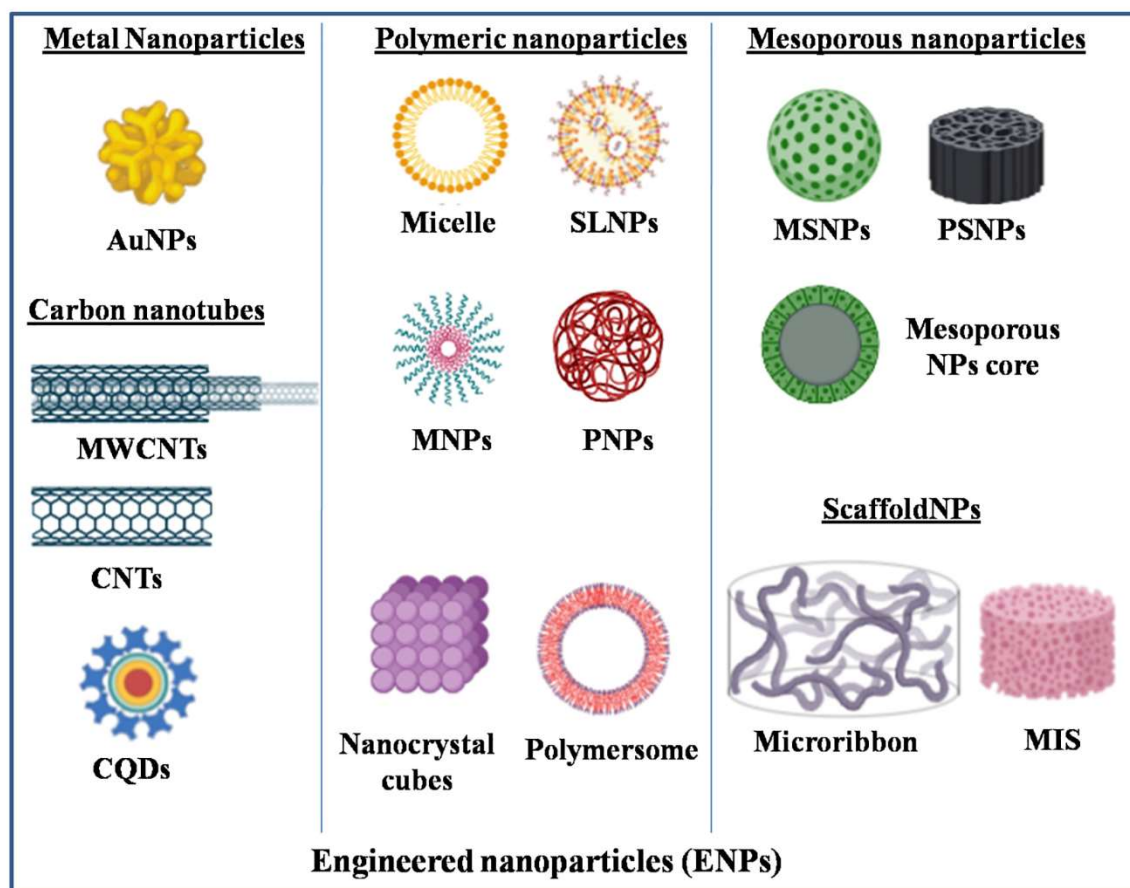 Metal Nanoparticles
AuNPs
Carbon nanotubes
MWCNTs
CNTs
CQDs
Polymeric nanoparticles
Micelle
SLNPs
MNPs
PNPs
Nanocrystal
cubes
Polymersome
Mesoporous nanoparticles
MSNPs
PSNPs
Mesoporous
NPs core
ScaffoldNPs
Microribbon
MIS
Engineered nanoparticles (ENPs)